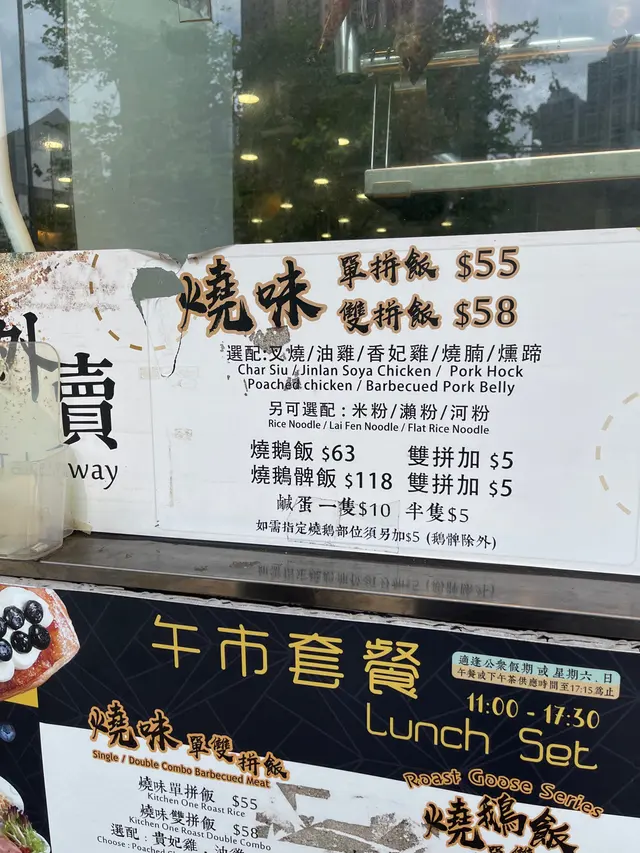 外
賣
Takeaway
燒味 單拼飯 $55
雙拼飯 $58
選配:叉燒/油雞/香妃雞/燒腩/燻蹄
Char Siu / Jinlan Soya Chicken / Pork Hock
Poached chicken / Barbecued Pork Belly
另可選配：米粉/瀨粉/河粉
Rice Noodle / Lai Fen Noodle / Flat Rice Noodle
燒鵝飯 $63 雙拼加 $5
燒鵝髀飯 $118 雙拼加 $5
鹹蛋 一隻$10 半隻$5
如需指定燒鵝部位須另加$5 (鵝髀除外)
午市套餐
適逢公眾假期 或 星期六．日
午餐或下午茶供應時間至17:15為止
11:00 - 17:30
Lunch Set
燒味 單雙拼飯
Single / Double Combo Barbecued Meat
燒味單拼飯 $55
Kitchen One Roast Rice
燒味雙拼飯 $58
Kitchen One Roast Double Combo
選配：貴妃雞．油
Choose : Poached
Roast Goose Series
燒鵝飯